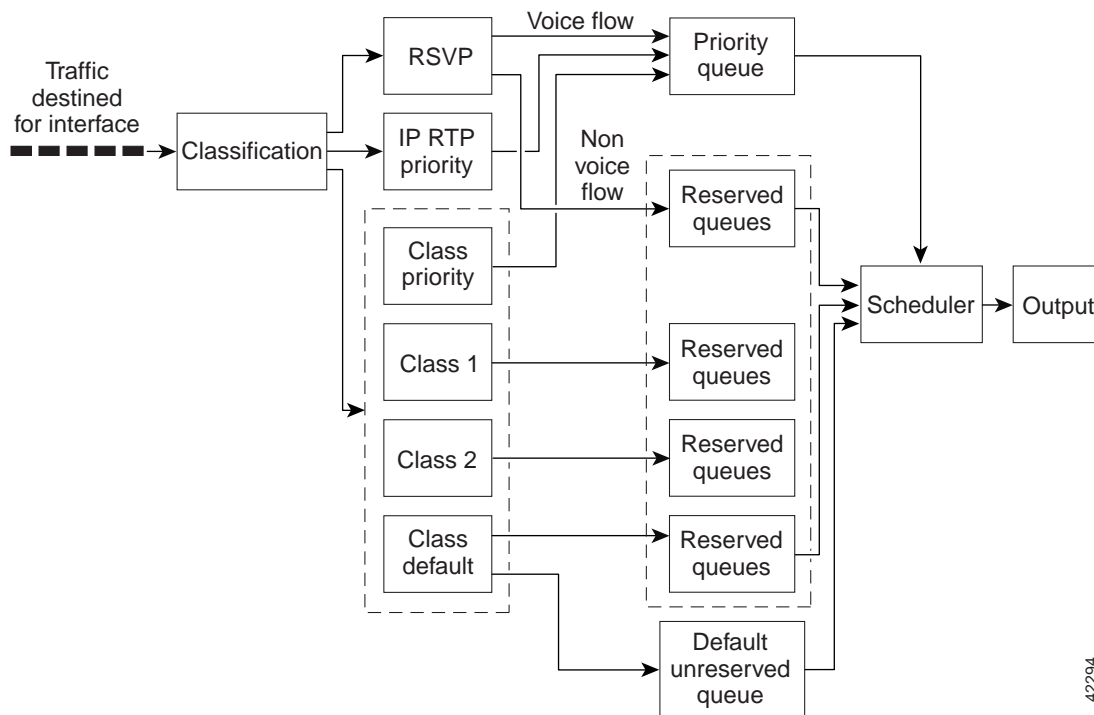 Traffic
destined
for interface
Classification
RSVP
Voice flow
Priority
queue
IP RTP
priority
Non
voice
flow
Reserved
queues
Class
priority
Scheduler
Output
Class 1
Reserved
queues
Class 2
Reserved
queues
Class
default
Reserved
queues
Default
unreserved
queue
42294